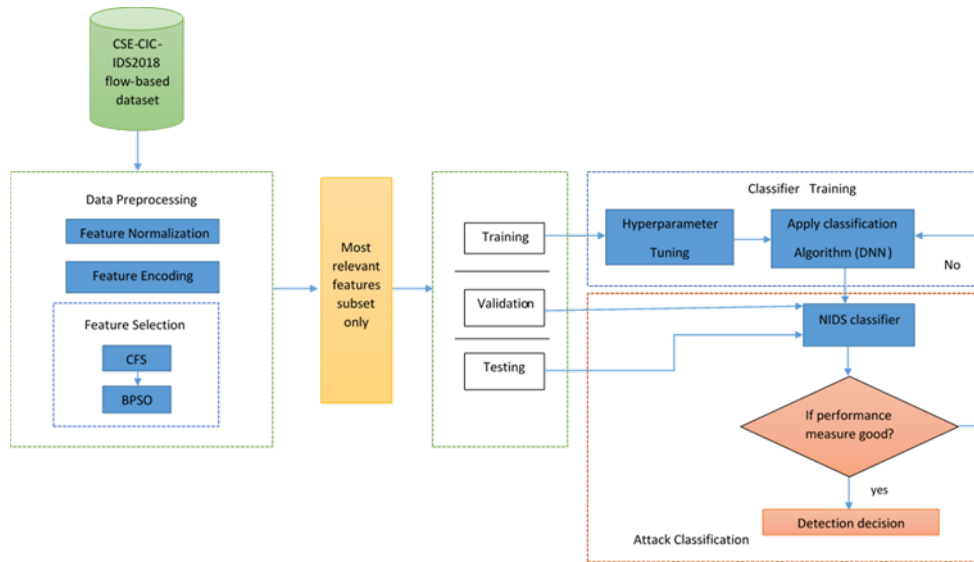 CSE-CIC-
IDS2018
flow-based
dataset
Data Preprocessing
Feature Normalization
Feature Encoding
Feature Selection
CFS
BPSO
Most
relevant
features
subset
only
Training
Validation
Testing
Classifier Training
Hyperparameter
Tuning
Apply classification
Algorithm (DNN)
No
NIDS classifier
If performance
measure good?
yes
Detection decision
Attack Classification